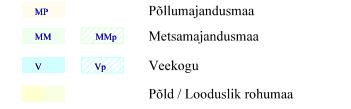 MP Põllumajandusmaa
MM MMp Metsamajandusmaa
V Vp Veekogu
Põld / Looduslik rohumaa